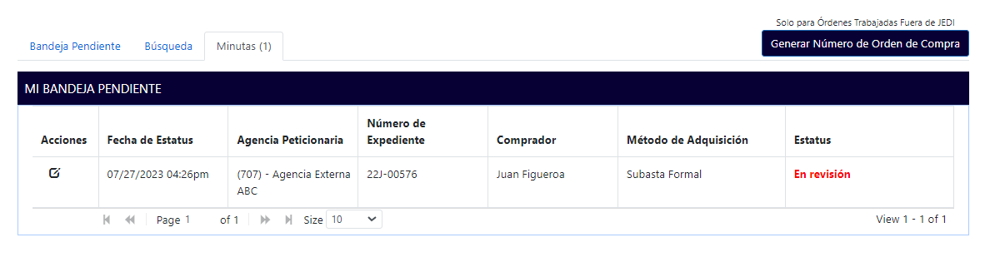 Solo para Órdenes Trabajadas Fuera de JEDI
Bandeja Pendiente Búsqueda Minutas (1) Generar Número de Orden de Compra
MI BANDEJA PENDIENTE
Acciones Fecha de Estatus Agencia Peticionaria Número de Expediente Comprador Método de Adquisición Estatus
07/27/2023 04:26pm (707) - Agencia Externa ABC 22J-00576 Juan Figueroa Subasta Formal En revisión
Page 1 of 1 Size 10 View 1 - 1 of 1